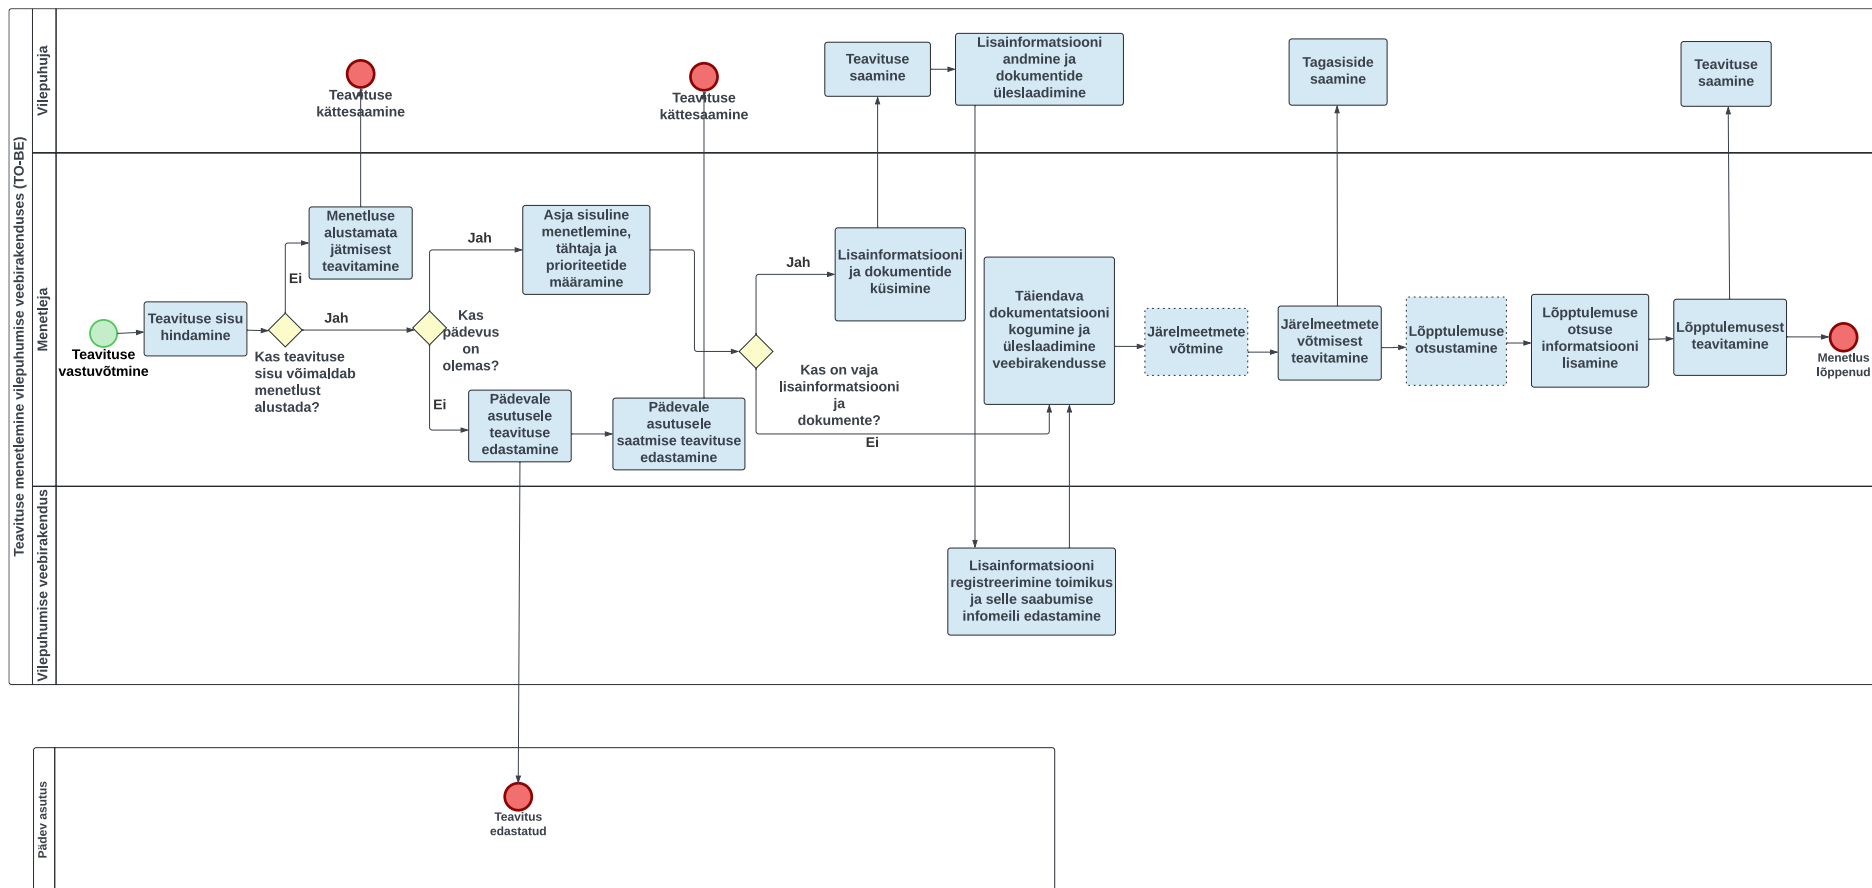 Teavituse menetlemine vilepuhumise veebirakenduses (TO-BE)
Vilepuhuja
Teavituse
kättesaamine
Teavituse
kättesaamine
Teavituse
saamine
Lisainformatsiooni
andmine ja
dokumentide
üleslaadimine
Tagasiside
saamine
Teavituse
saamine
Menetleja
Teavituse
vastuvõtmine
Teavituse sisu
hindamine
Kas teavituse
sisu võimaldab
menetlust
alustada?
Ei
Menetluse
alustamata
jätmisest
teavitamine
Jah
Kas
pädevus
on
olemas?
Jah
Asja sisuline
menetlemine,
tähtaja ja
prioriteetide
määramine
Ei
Pädevale
asutusele
teavituse
edastamine
Pädevale
asutusele
saatmise teavituse
edastamine
Kas on vaja
lisainformatsiooni
ja
dokumente?
Jah
Lisainformatsiooni
ja dokumentide
küsimine
Ei
Täiendava
dokumentatsiooni
kogumine ja
üleslaadimine
veebirakendusse
Järelmeetmete
võtmine
Järelmeetmete
võtmisest
teavitamine
Lõpptulemuse
otsustamine
Lõpptulemuse
otsuse
informatsiooni
lisamine
Lõpptulemusest
teavitamine
Menetlus
lõppenud
Vilepuhumise veebirakendus
Lisainformatsiooni
registreerimine toimikus
ja selle saabumise
infomeili edastamine
Pädev asutus
Teavitus
edastatud